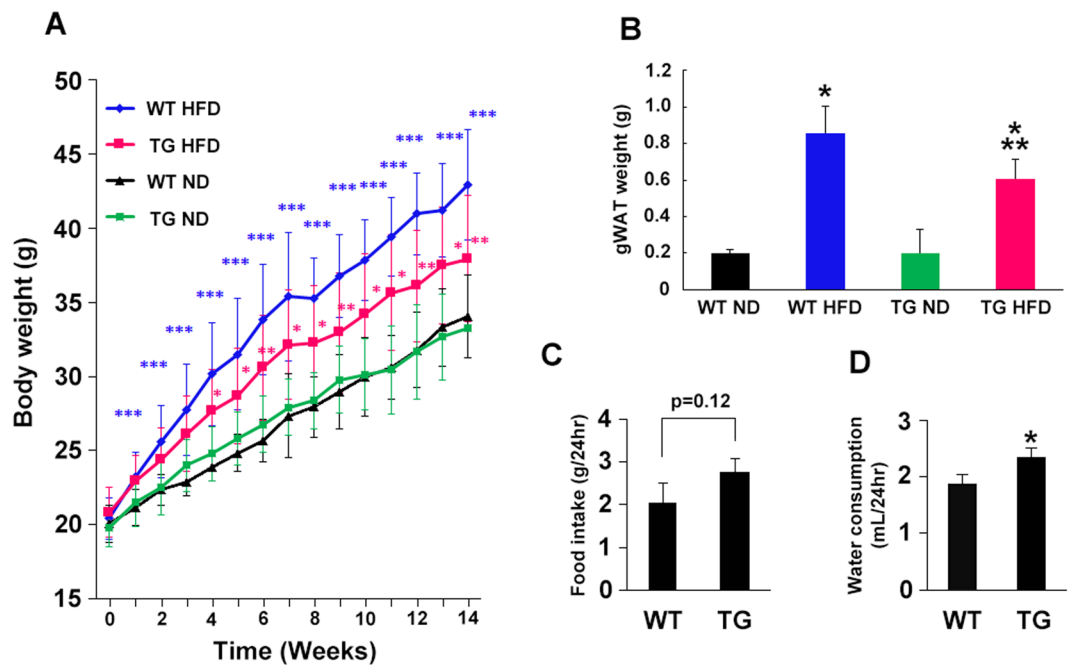 A
Body weight (g)
50
45
40
35
30
25
20
15
WT HFD
TG HFD
WT ND
TG ND
*** *** *** *** *** *** *** *** *** *** *** *** *** ***
* * ** * * ** * * ** * **
0 2 4 6 8 10 12 14
Time (Weeks)
B
gWAT weight (g)
1.2
1.0
0.8
0.6
0.4
0.2
0
*
*
**
WT ND WT HFD TG ND TG HFD
C
Food intake (g/24hr)
4
3
2
1
0
p=0.12
WT TG
D
Water consumption
(mL/24hr)
3
2
1
0
*
WT TG